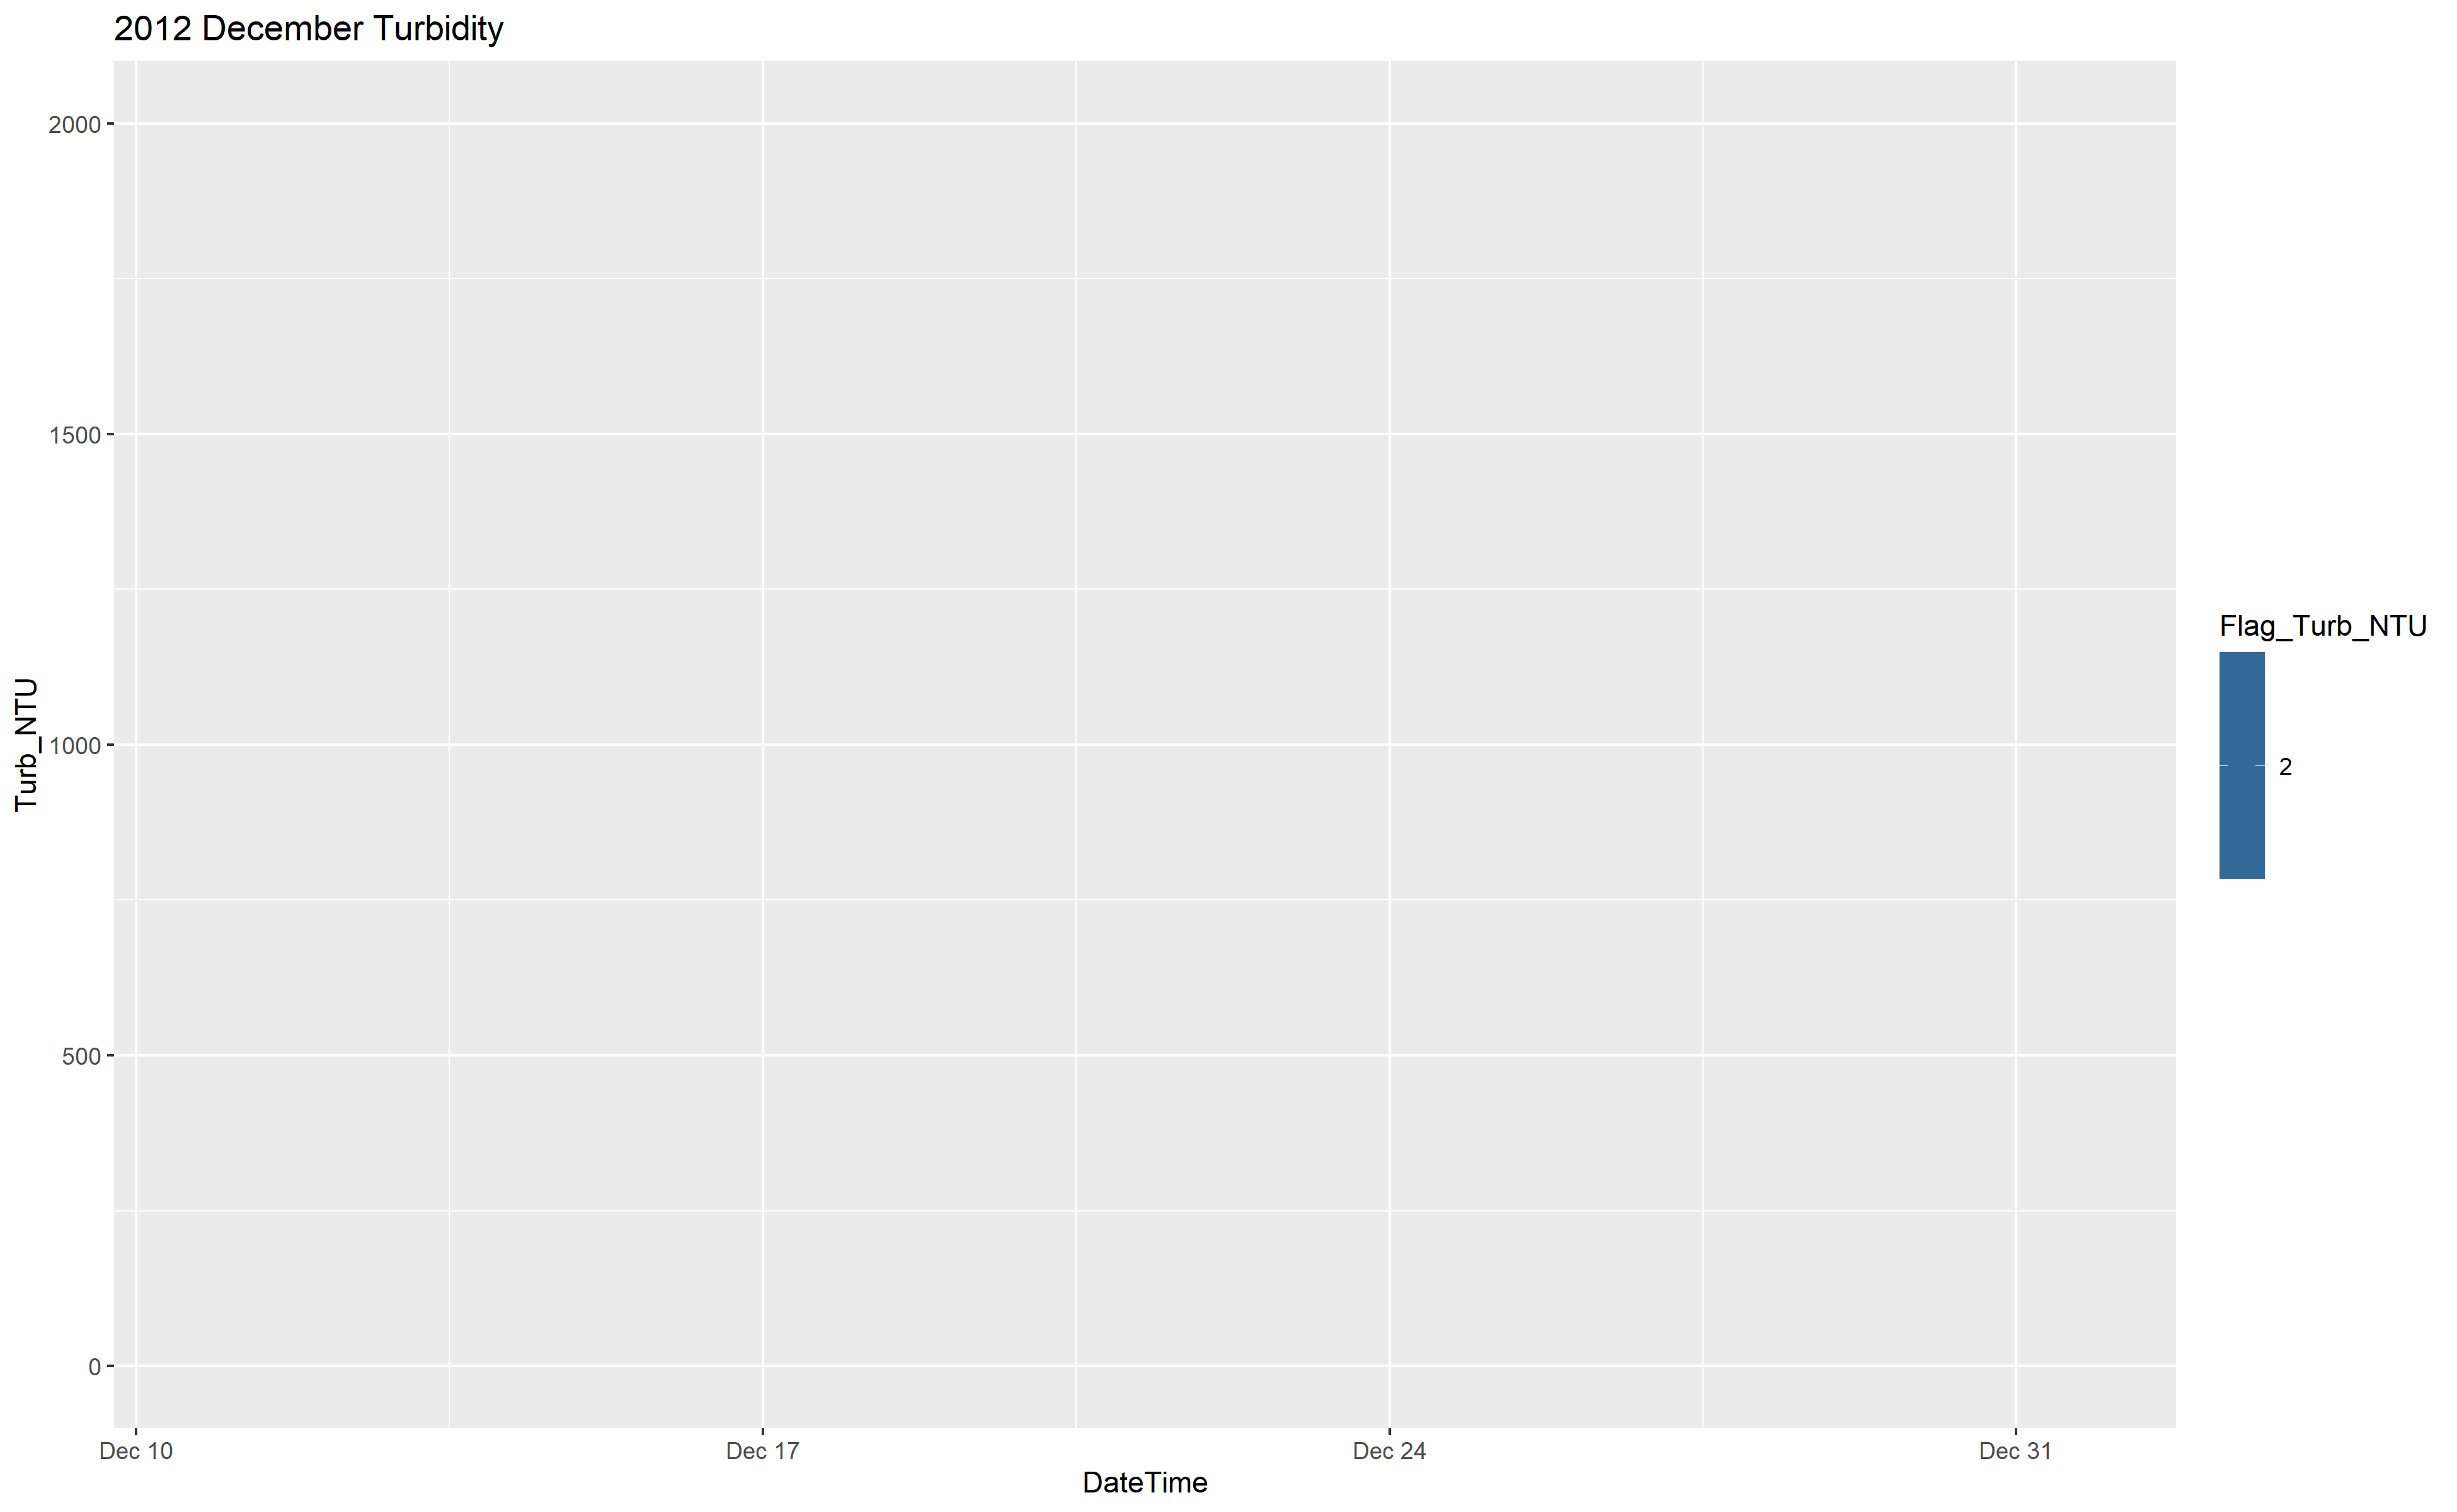 2012 December Turbidity
Turb_NTU
2000
1500
1000
500
0
Dec 10
Dec 17
Dec 24
Dec 31
DateTime
Flag_Turb_NTU
2